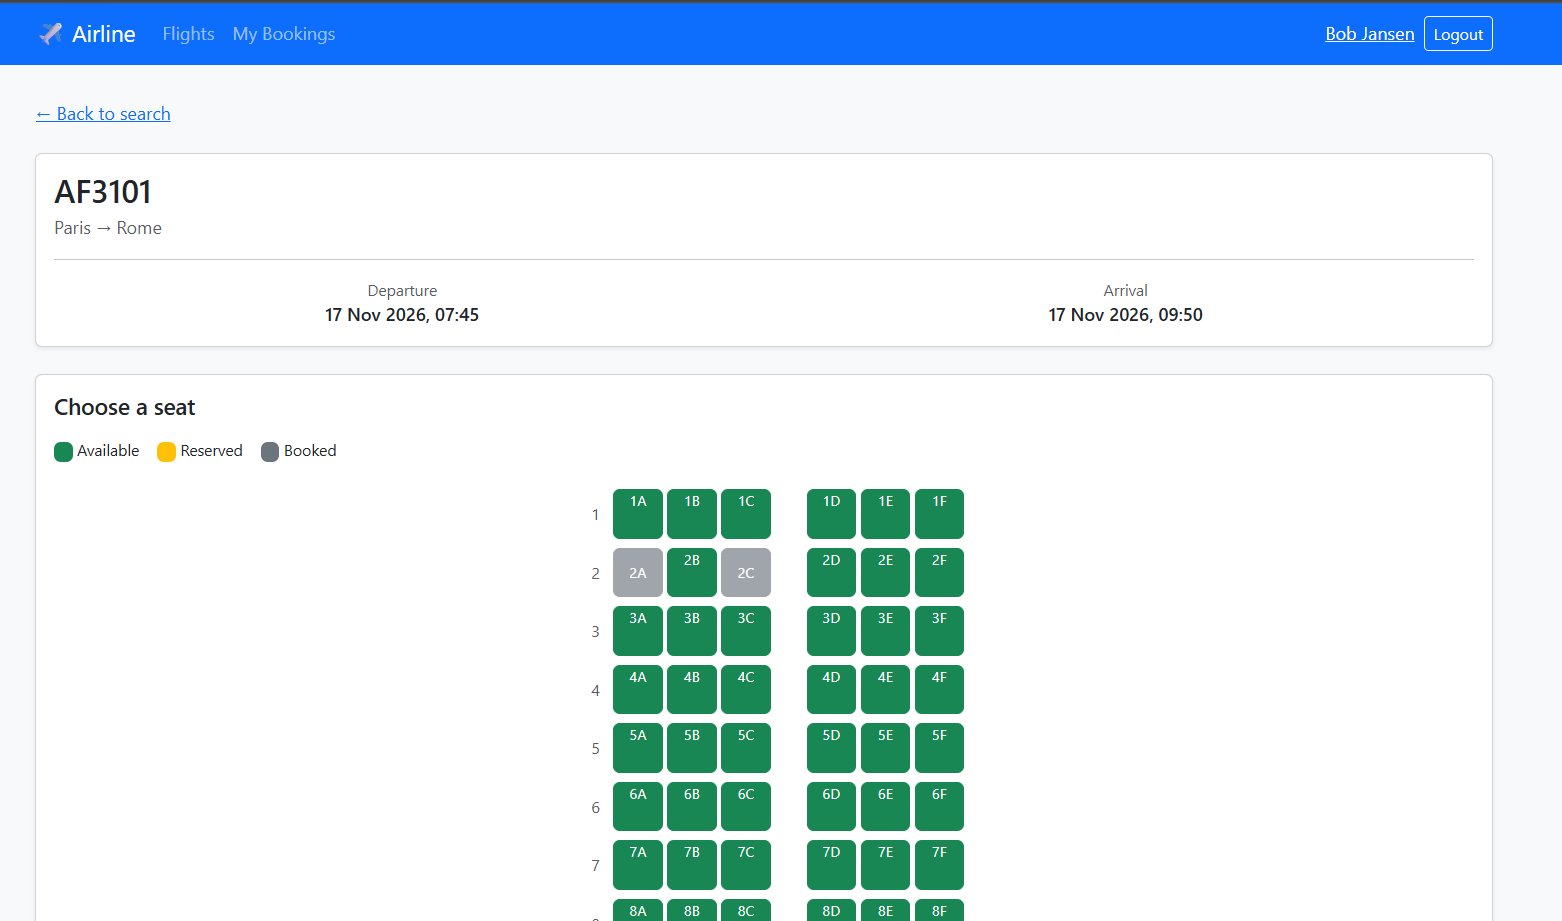 Airline Flights My Bookings Bob Jansen Logout
← Back to search
AF3101
Paris → Rome
Departure Arrival
17 Nov 2026, 07:45 17 Nov 2026, 09:50
Choose a seat
Available Reserved Booked
1 1A 1B 1C 1D 1E 1F
2 2A 2B 2C 2D 2E 2F
3 3A 3B 3C 3D 3E 3F
4 4A 4B 4C 4D 4E 4F
5 5A 5B 5C 5D 5E 5F
6 6A 6B 6C 6D 6E 6F
7 7A 7B 7C 7D 7E 7F
8A 8B 8C 8D 8E 8F